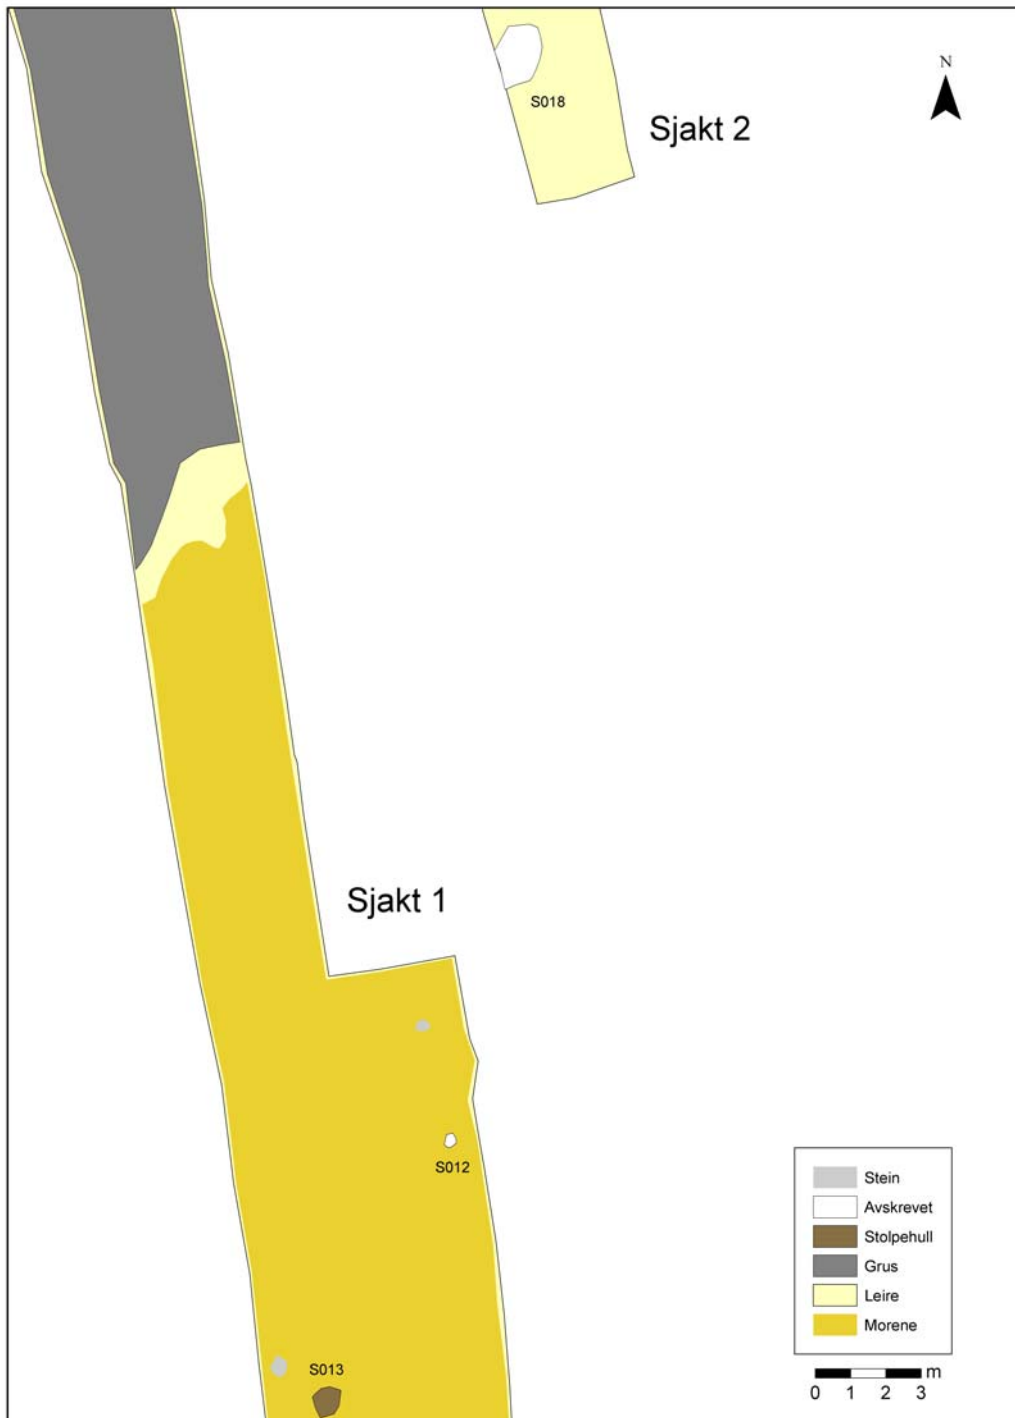 N
S018
Sjakt 2
Sjakt 1
S012
S013
Stein
Avskrevet
Stolpehull
Grus
Leire
Morene
m
0 1 2 3